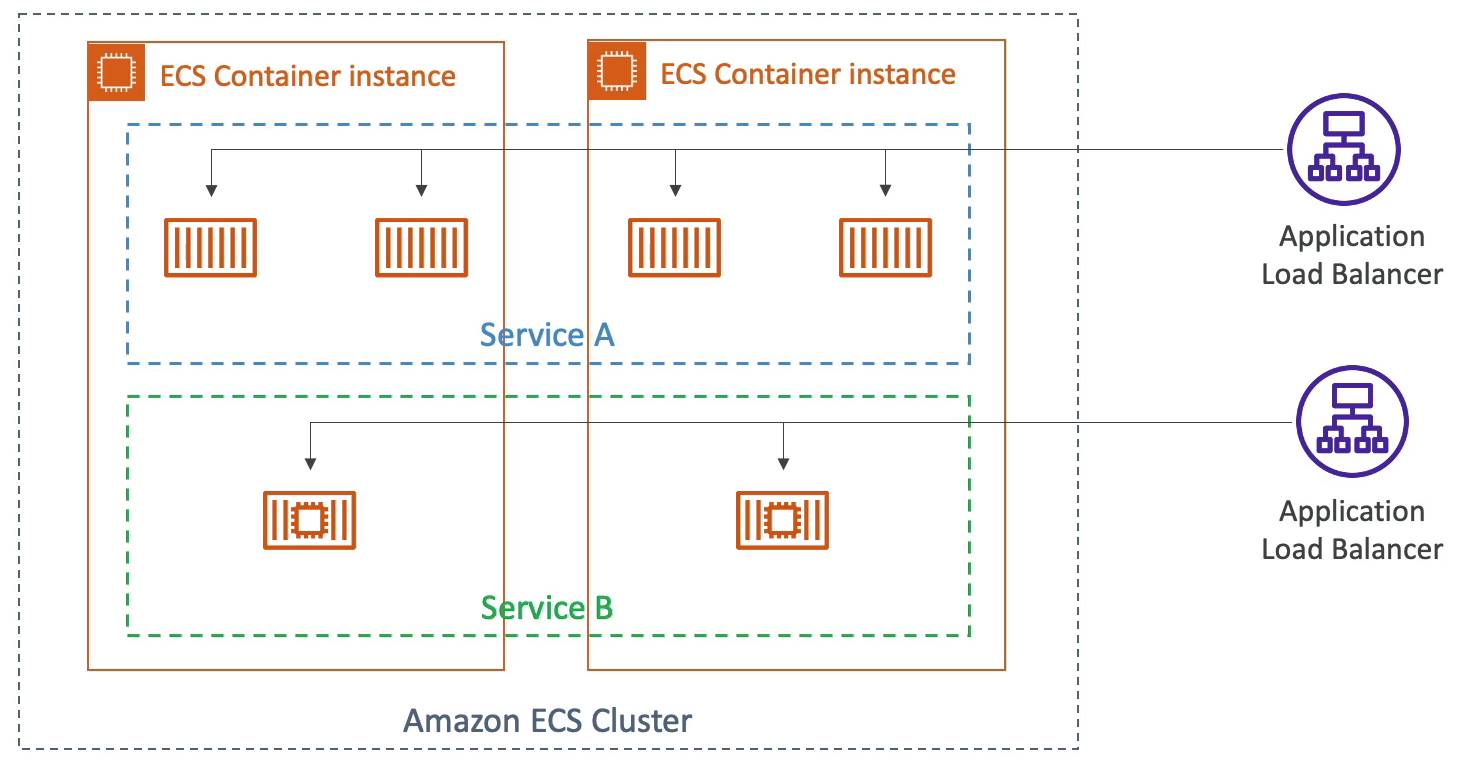 ECS Container instance
ECS Container instance
Application
Load Balancer
Service A
Application
Load Balancer
Service B
Amazon ECS Cluster